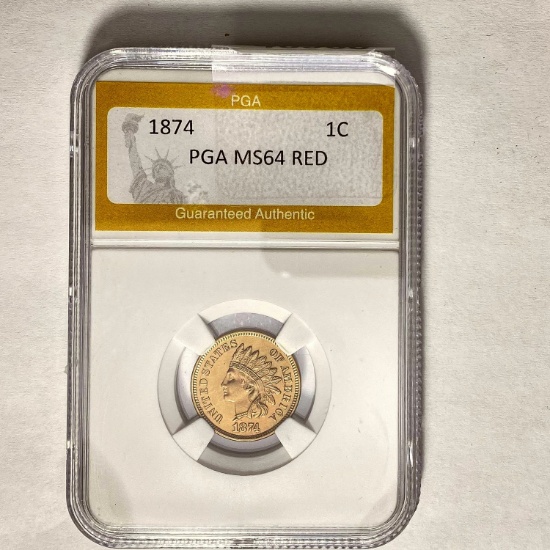 PGA
1874 1C
PGA MS64 RED
Guaranteed Authentic
UNITED STATES OF AMERICA
1874